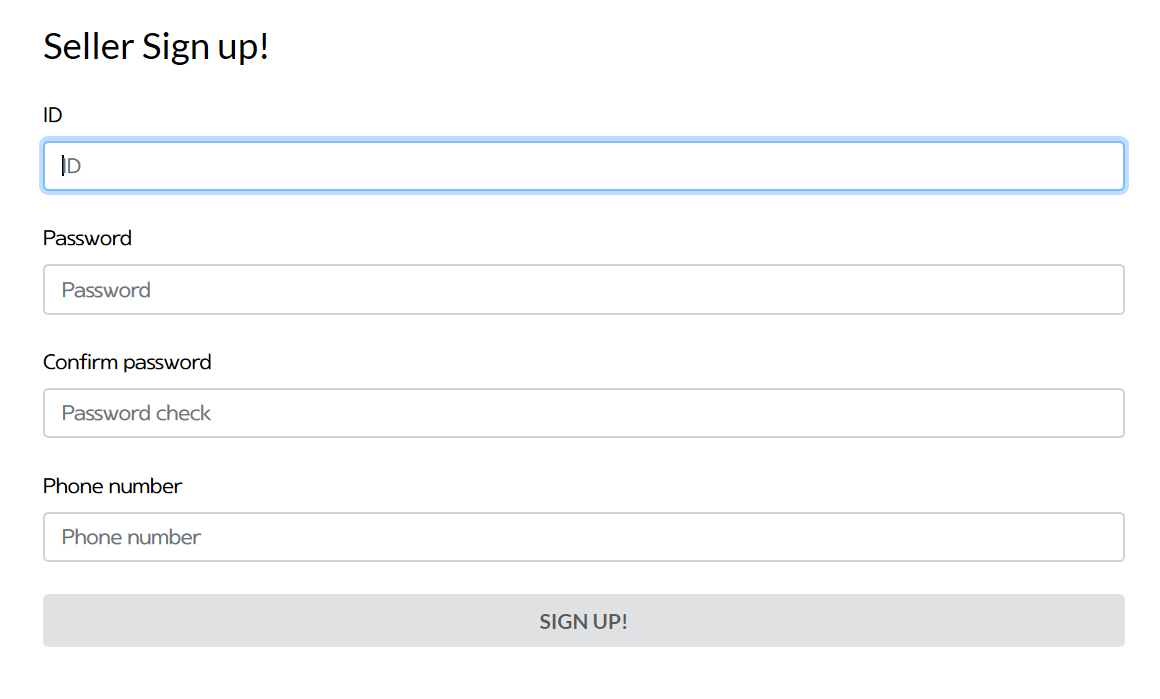 Seller Sign up!
ID
ID
Password
Password
Confirm password
Password check
Phone number
Phone number
SIGN UP!